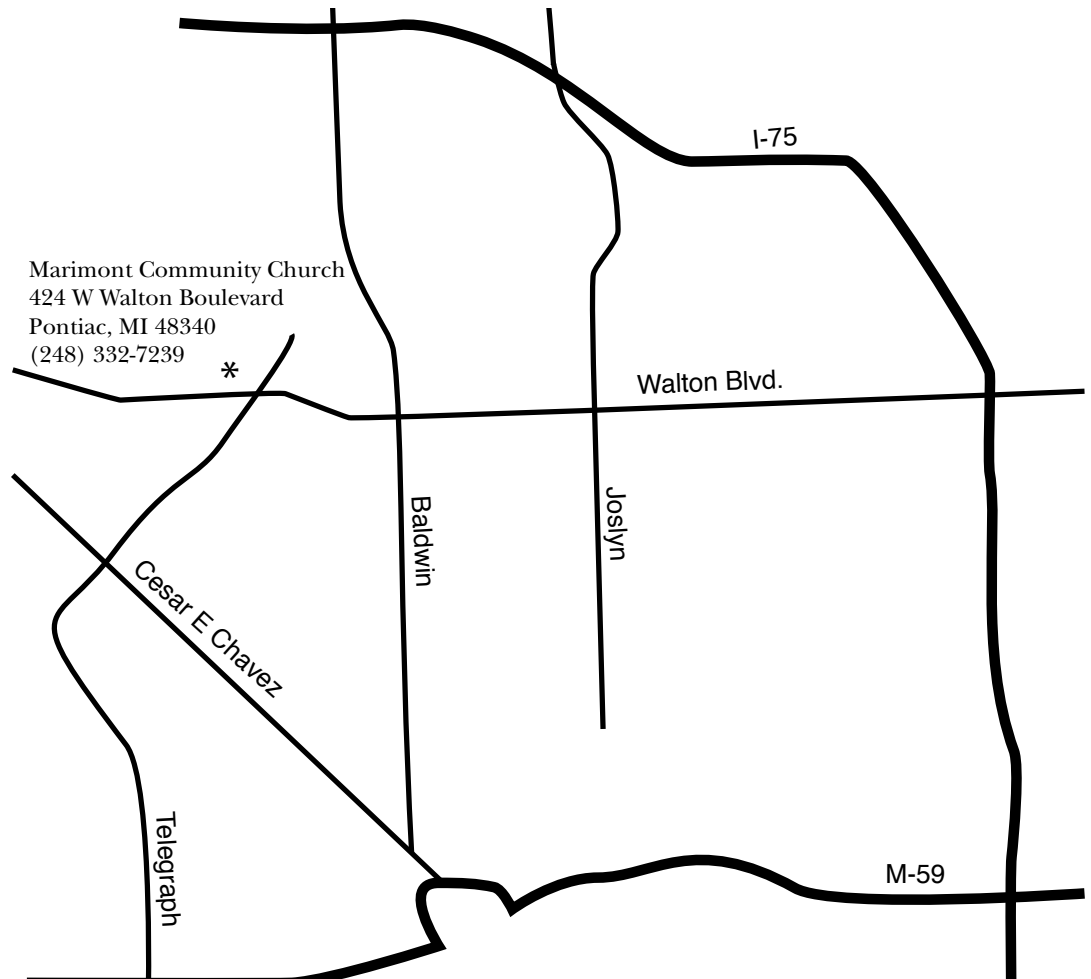 I-75
Marimont Community Church
424 W Walton Boulevard
Pontiac, MI 48340
(248) 332-7239
*
Walton Blvd.
Baldwin
Joslyn
Cesar E Chavez
Telegraph
M-59